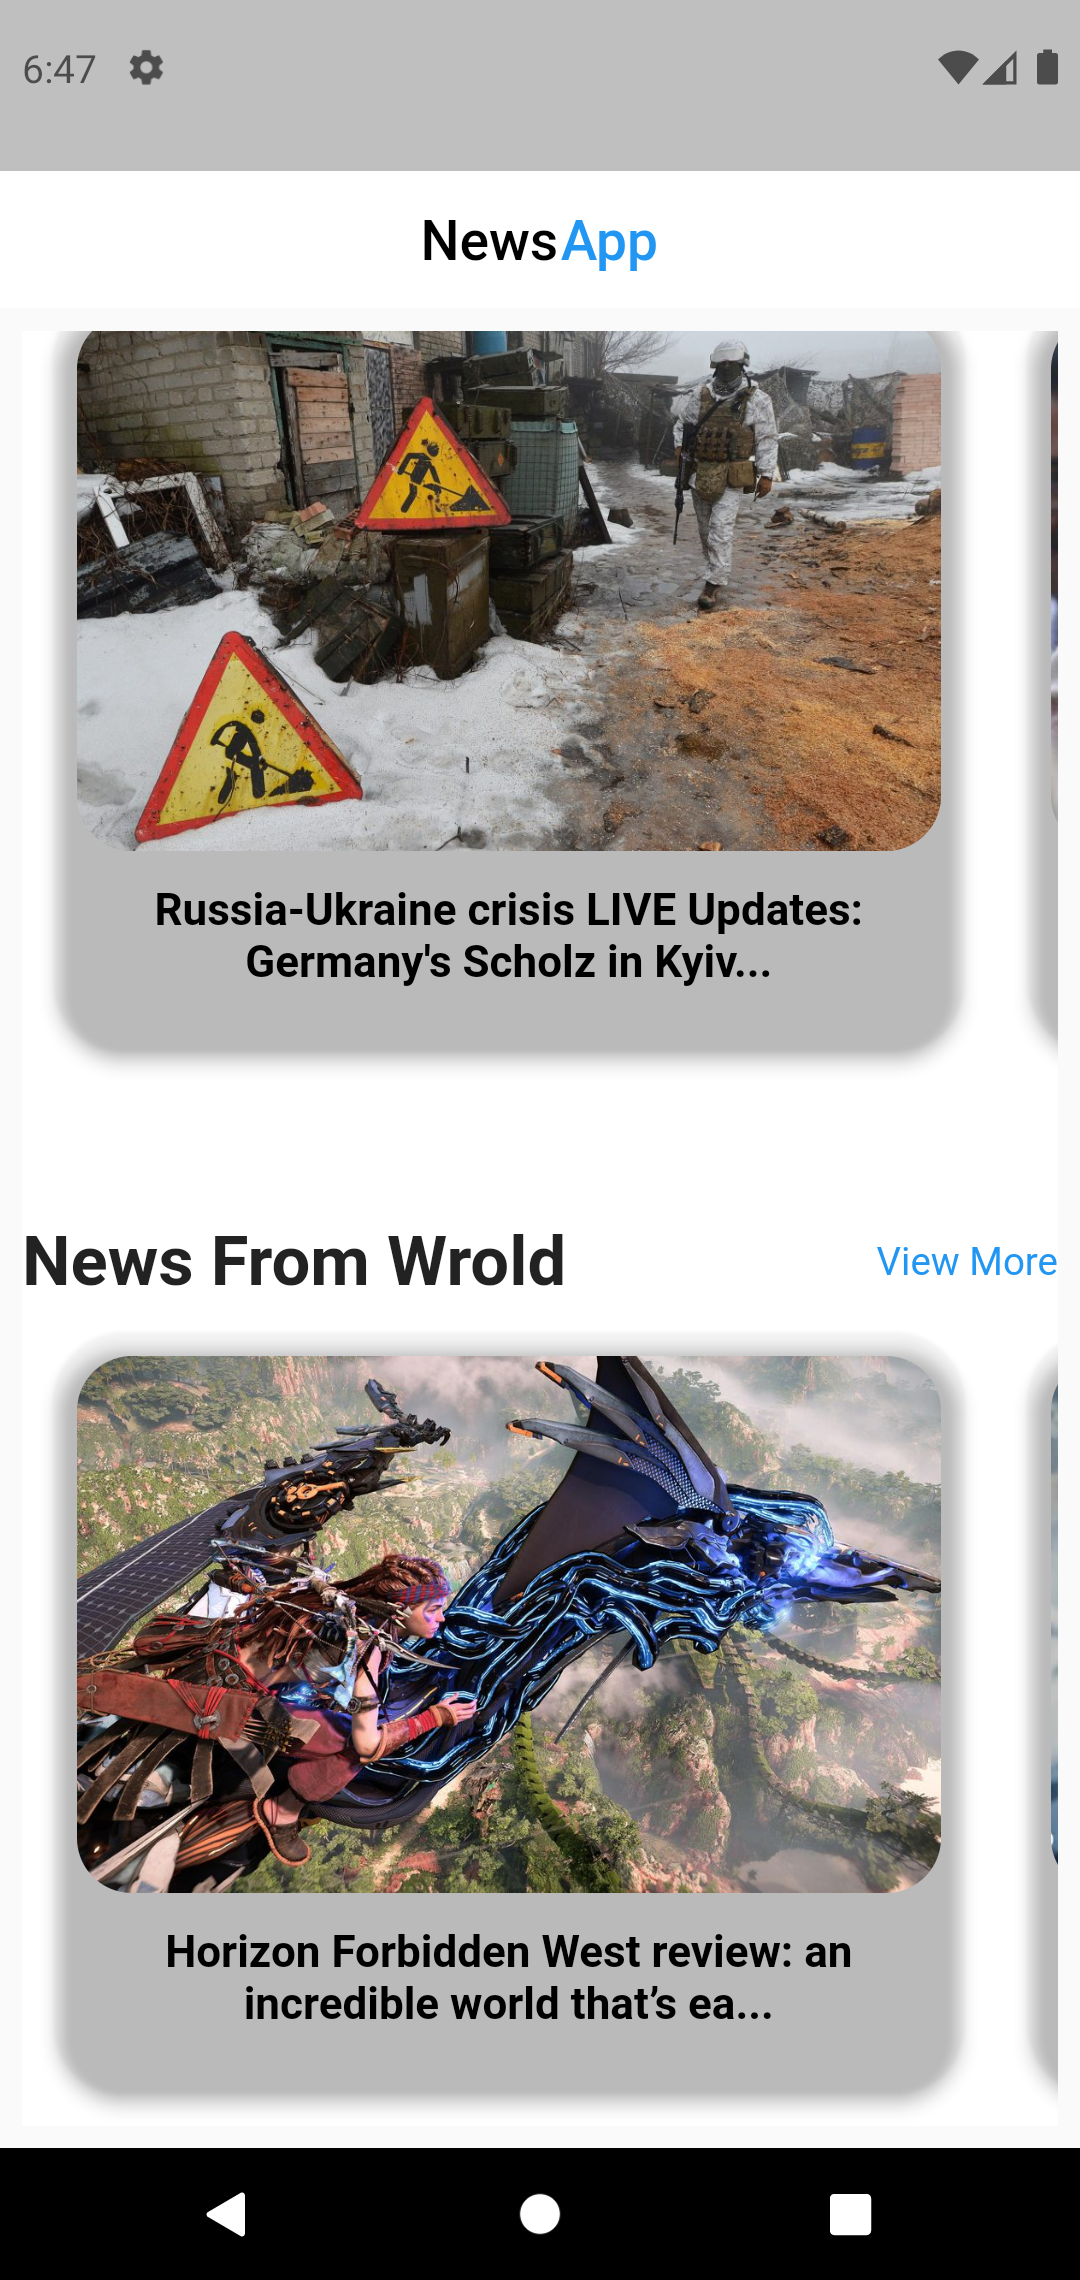 6:47
NewsApp
Russia-Ukraine crisis LIVE Updates:
Germany's Scholz in Kyiv...
News From Wrold
View More
Horizon Forbidden West review: an
incredible world that’s ea...